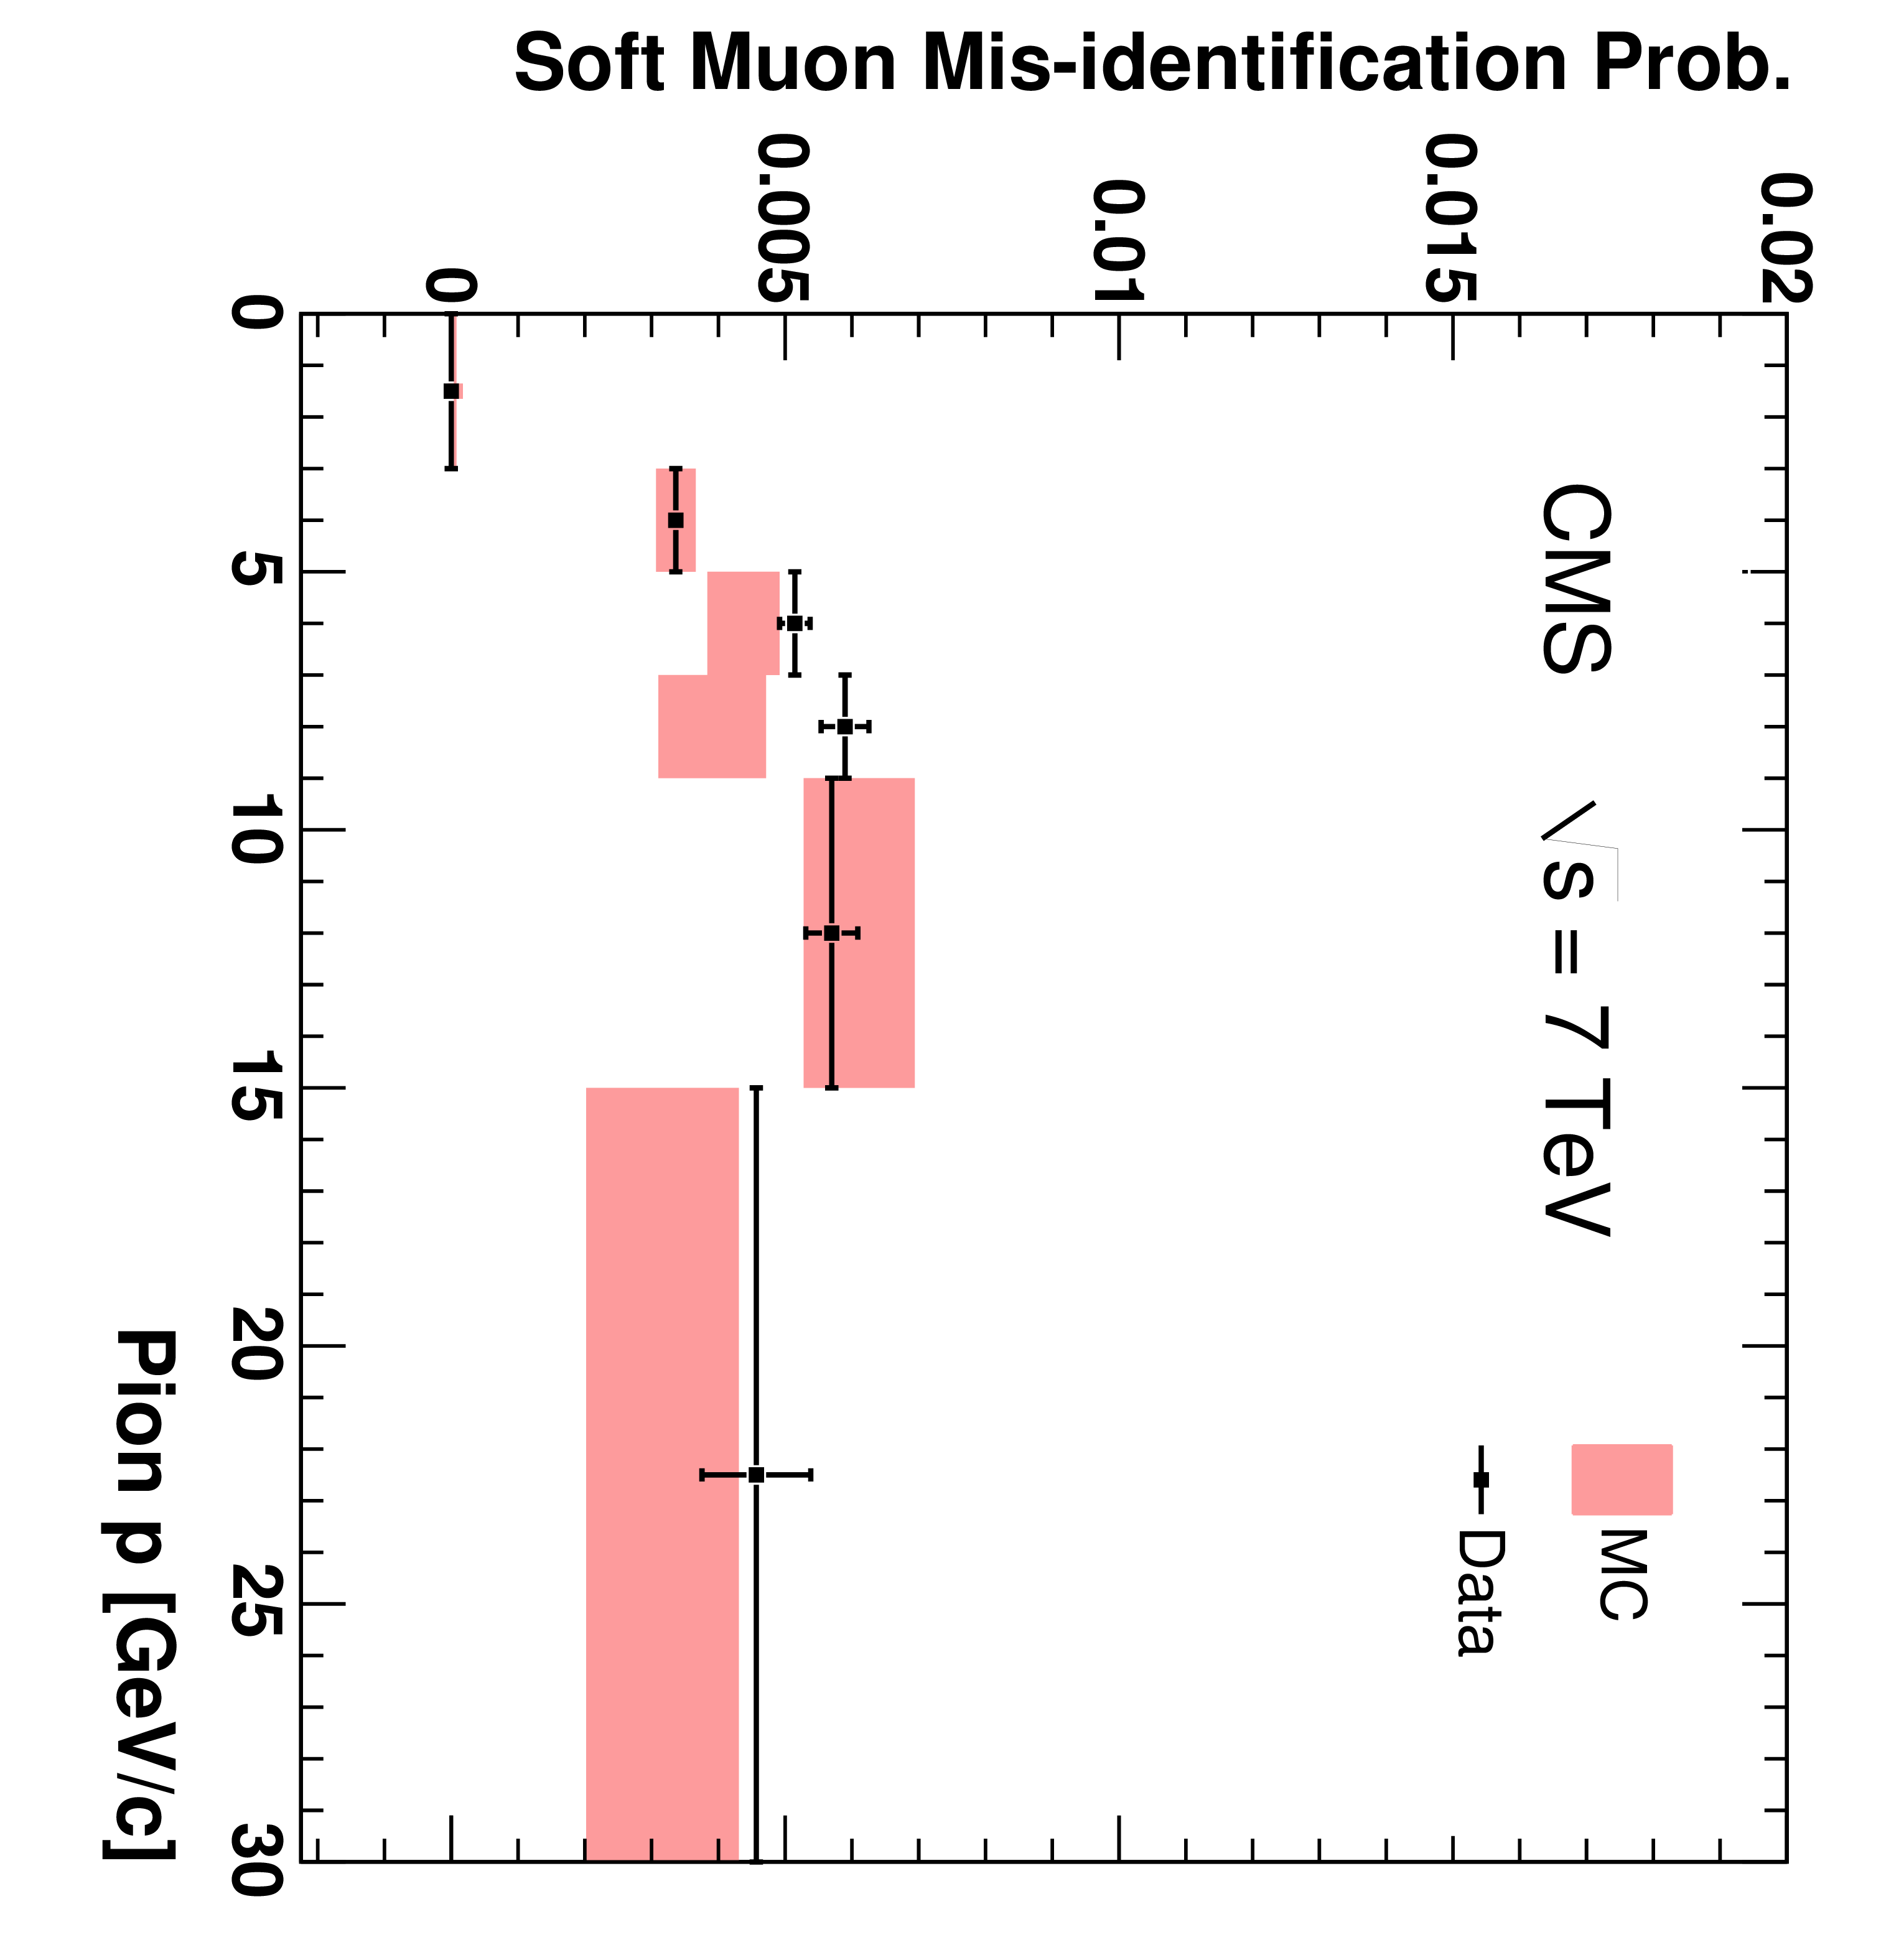 Soft Muon Mis-identification Prob.
0.02
0.015
0.01
0.005
0
CMS √s = 7 TeV
MC
Data
0 5 10 15 20 25 30
Pion p [GeV/c]